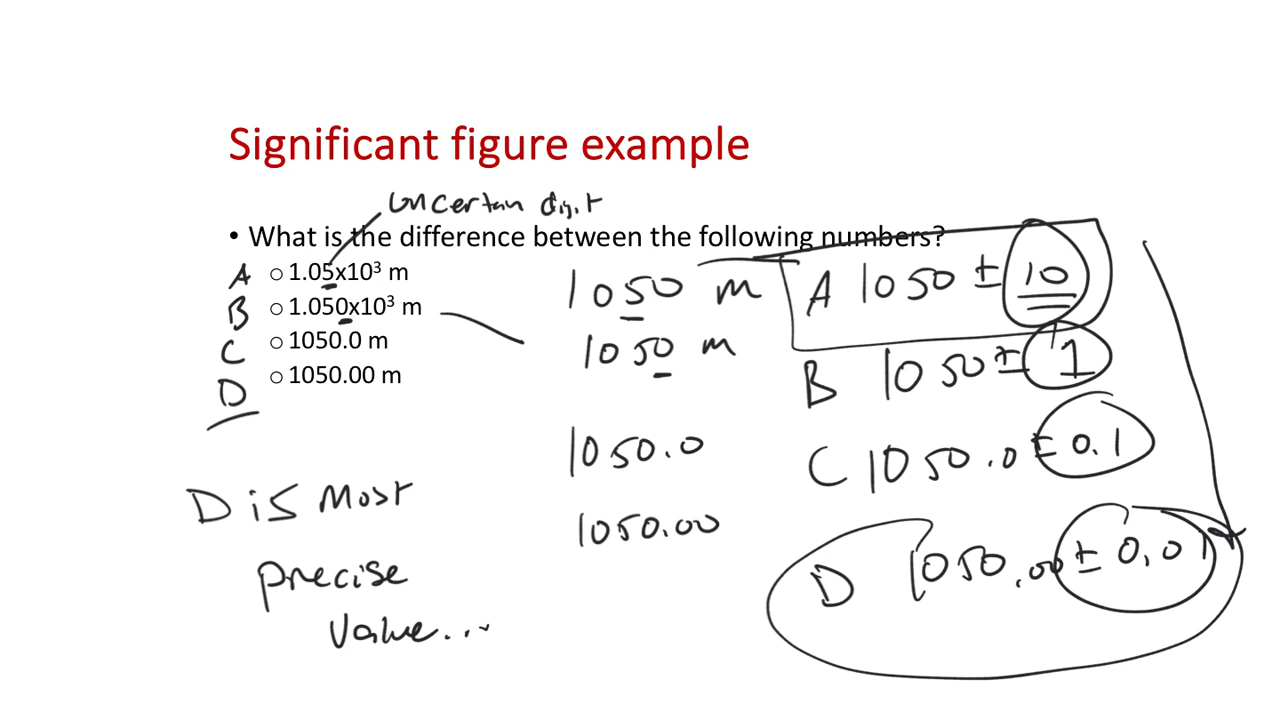 Significant figure example
uncertain digit
• What is the difference between the following numbers?
A ○ 1.05x10³ m
B ○ 1.050x10³ m
C ○ 1050.0 m
D ○ 1050.00 m
1050 m
1050 m
1050.0
1050.00
A 1050 ± 10
B 1050 ± 1
C 1050.0 ± 0.1
D 1050.00 ± 0.01
D is most
precise
value...